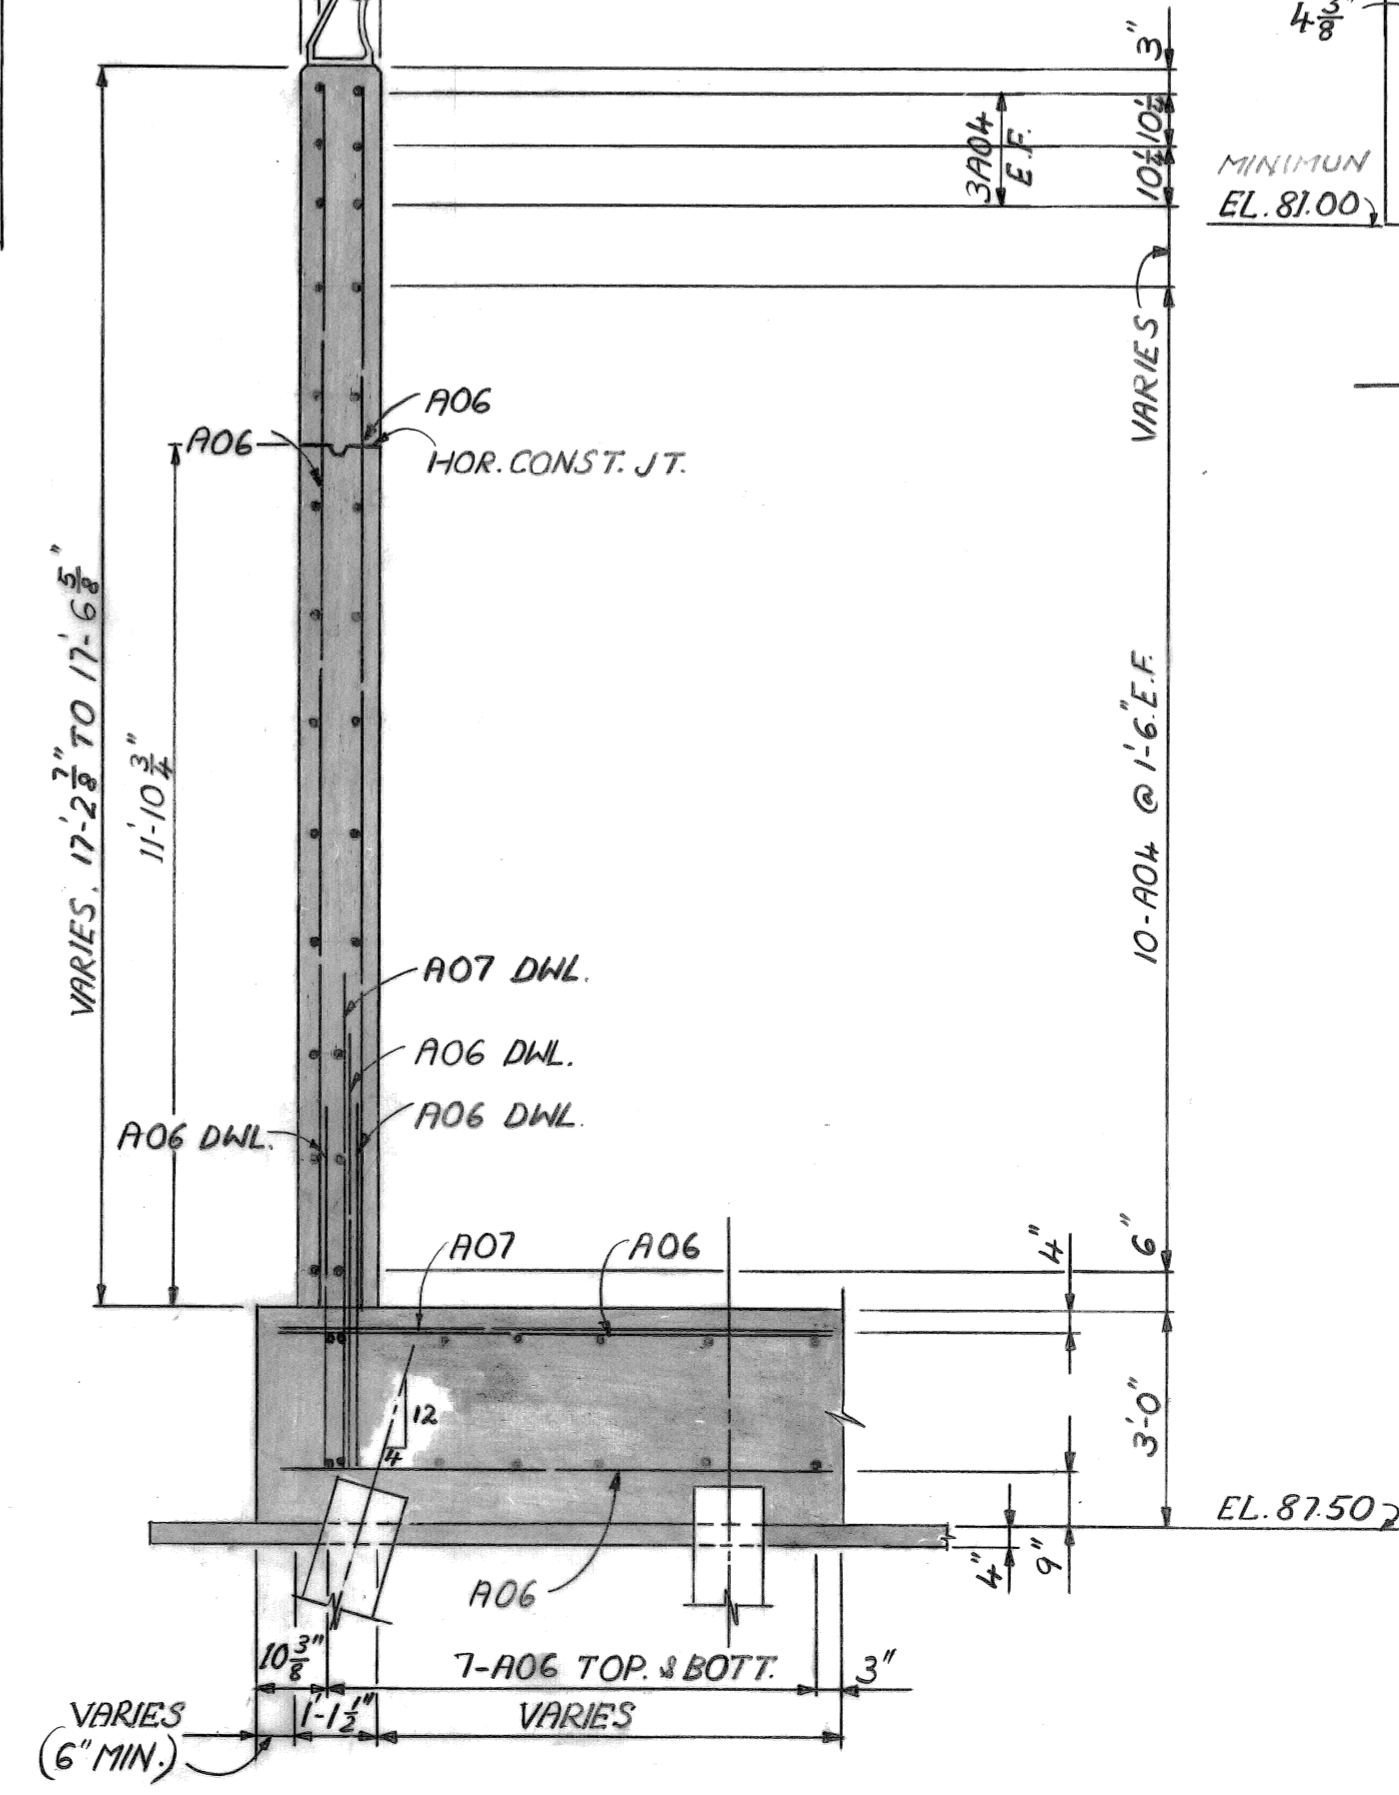 4 3/8"
3"
10 1/4
10 1/4
3A04
E.F.
MINIMUN
EL. 81.00
VARIES
A06
A06
HOR. CONST. JT.
VARIES. 17'-2 7/8" TO 17'-6 5/8"
11'-10 3/4"
10-A04 @ 1'-6" E.F.
A07 DWL.
A06 DWL.
A06 DWL.
A06 DWL.
A07
A06
4"
6"
12
4
3'-0"
EL. 87.50
4"
9"
A06
10 3/8"
7-A06 TOP. & BOTT.
3"
VARIES
(6" MIN.)
1'-1 1/2"
VARIES